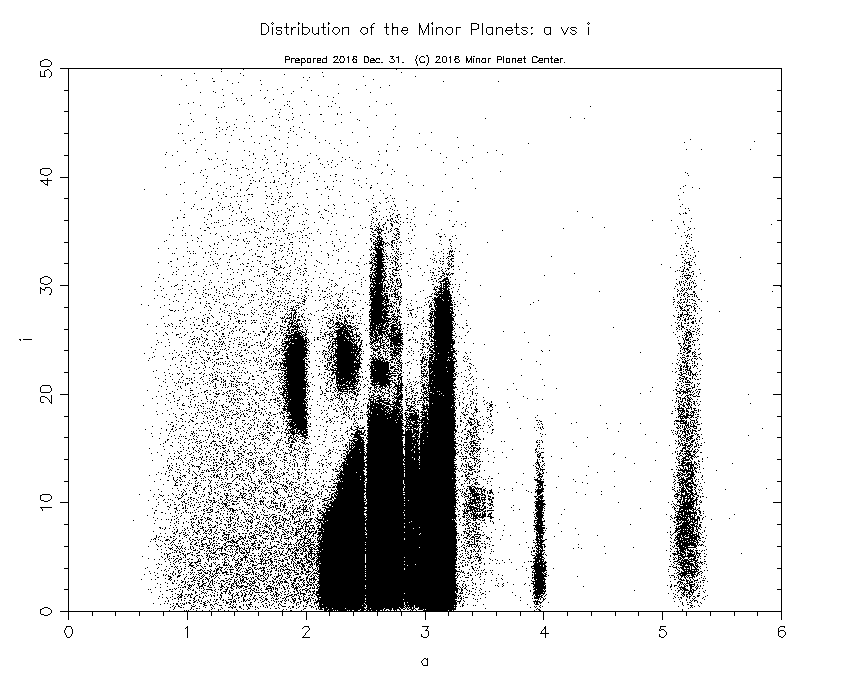 Distribution of the Minor Planets: a vs i
Prepared 2016 Dec. 31. (C) 2016 Minor Planet Center.
50
40
30
i
20
10
0
0 1 2 3 4 5 6
a